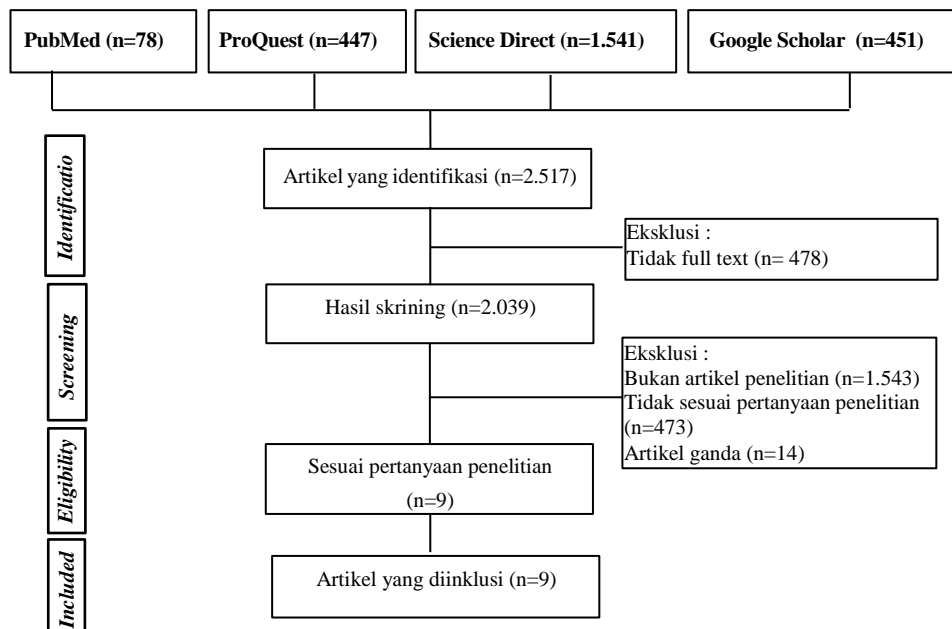 PubMed (n=78)
ProQuest (n=447)
Science Direct (n=1.541)
Google Scholar (n=451)
Identificatio
Artikel yang identifikasi (n=2.517)
Eksklusi :
Tidak full text (n= 478)
Screening
Hasil skrining (n=2.039)
Eksklusi :
Bukan artikel penelitian (n=1.543)
Tidak sesuai pertanyaan penelitian
(n=473)
Artikel ganda (n=14)
Eligibility
Sesuai pertanyaan penelitian
(n=9)
Included
Artikel yang diinklusi (n=9)